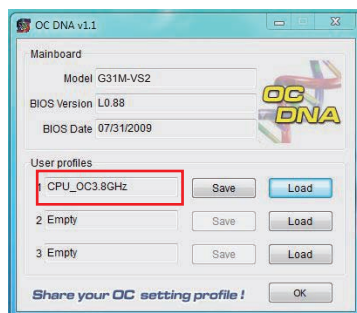 OC DNA v1.1
Mainboard
Model G31M-VS2
BIOS Version L0.88
BIOS Date 07/31/2009
OC
DNA
User profiles
1 CPU_OC3.8GHz Save Load
2 Empty Save Load
3 Empty Save Load
Share your OC setting profile! OK